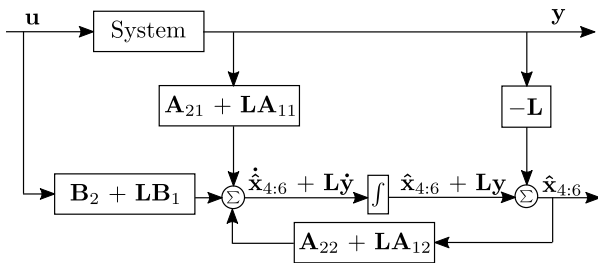 u
System
y
A₂₁ + LA₁₁
−L
B₂ + LB₁
Σ
x̂̇₄:₆ + Lẏ
∫
x̂₄:₆ + Ly
Σ
x̂₄:₆
A₂₂ + LA₁₂